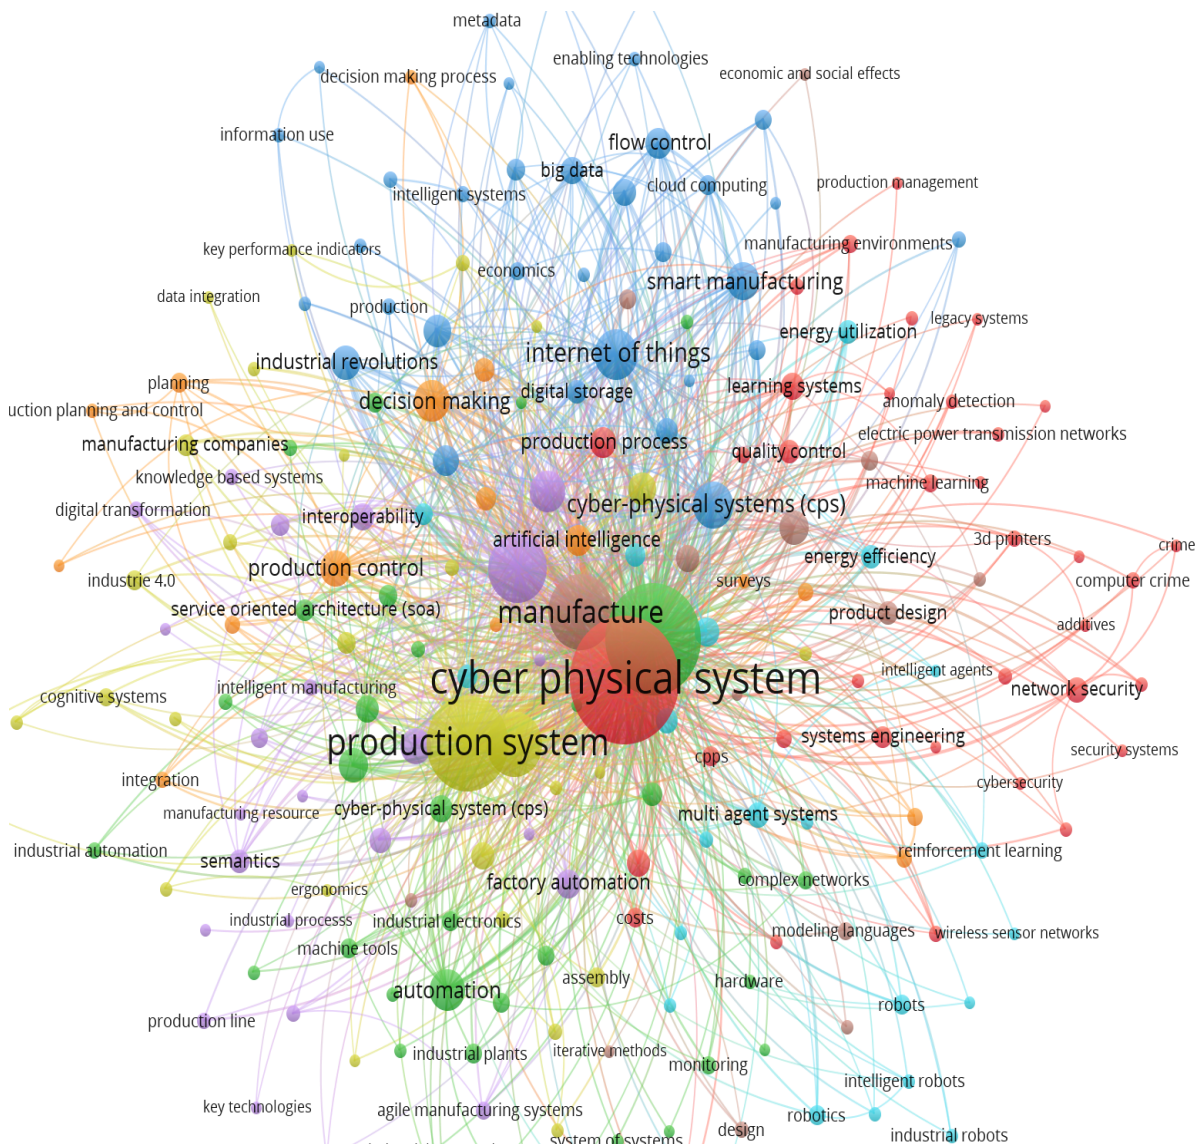 metadata
enabling technologies
decision making process
economic and social effects
information use
flow control
big data
cloud computing
intelligent systems
production management
key performance indicators
manufacturing environments
economics
smart manufacturing
data integration
production
energy utilization
legacy systems
industrial revolutions
internet of things
planning
digital storage
learning systems
decision making
anomaly detection
uction planning and control
manufacturing companies
production process
electric power transmission networks
quality control
knowledge based systems
machine learning
digital transformation
interoperability
cyber-physical systems (cps)
artificial intelligence
3d printers
crime
energy efficiency
production control
industrie 4.0
surveys
computer crime
service oriented architecture (soa)
manufacture
product design
additives
intelligent agents
cyber physical system
intelligent manufacturing
network security
cognitive systems
production system
systems engineering
security systems
cpps
integration
cybersecurity
manufacturing resource
cyber-physical system (cps)
multi agent systems
industrial automation
semantics
reinforcement learning
factory automation
complex networks
ergonomics
industrial processs
industrial electronics
costs
modeling languages
wireless sensor networks
machine tools
assembly
hardware
automation
robots
production line
industrial plants
iterative methods
monitoring
intelligent robots
key technologies
agile manufacturing systems
robotics
design
industrial robots
system of systems